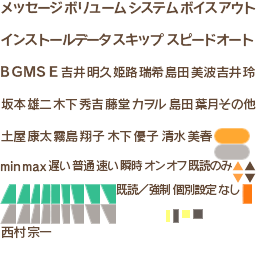 メッセージボリュームシステムボイスアウト
インストールデータスキップ スピードオート
BGM SE 吉井明久 姫路瑞希 島田美波 吉井玲
坂本雄二 木下秀吉 藤堂カヲル 島田葉月 その他
土屋康太 霧島翔子 木下優子 清水美春
min max 遅い 普通 速い 瞬時 オン オフ 既読のみ
既読/強制 個別設定 なし
西村宗一